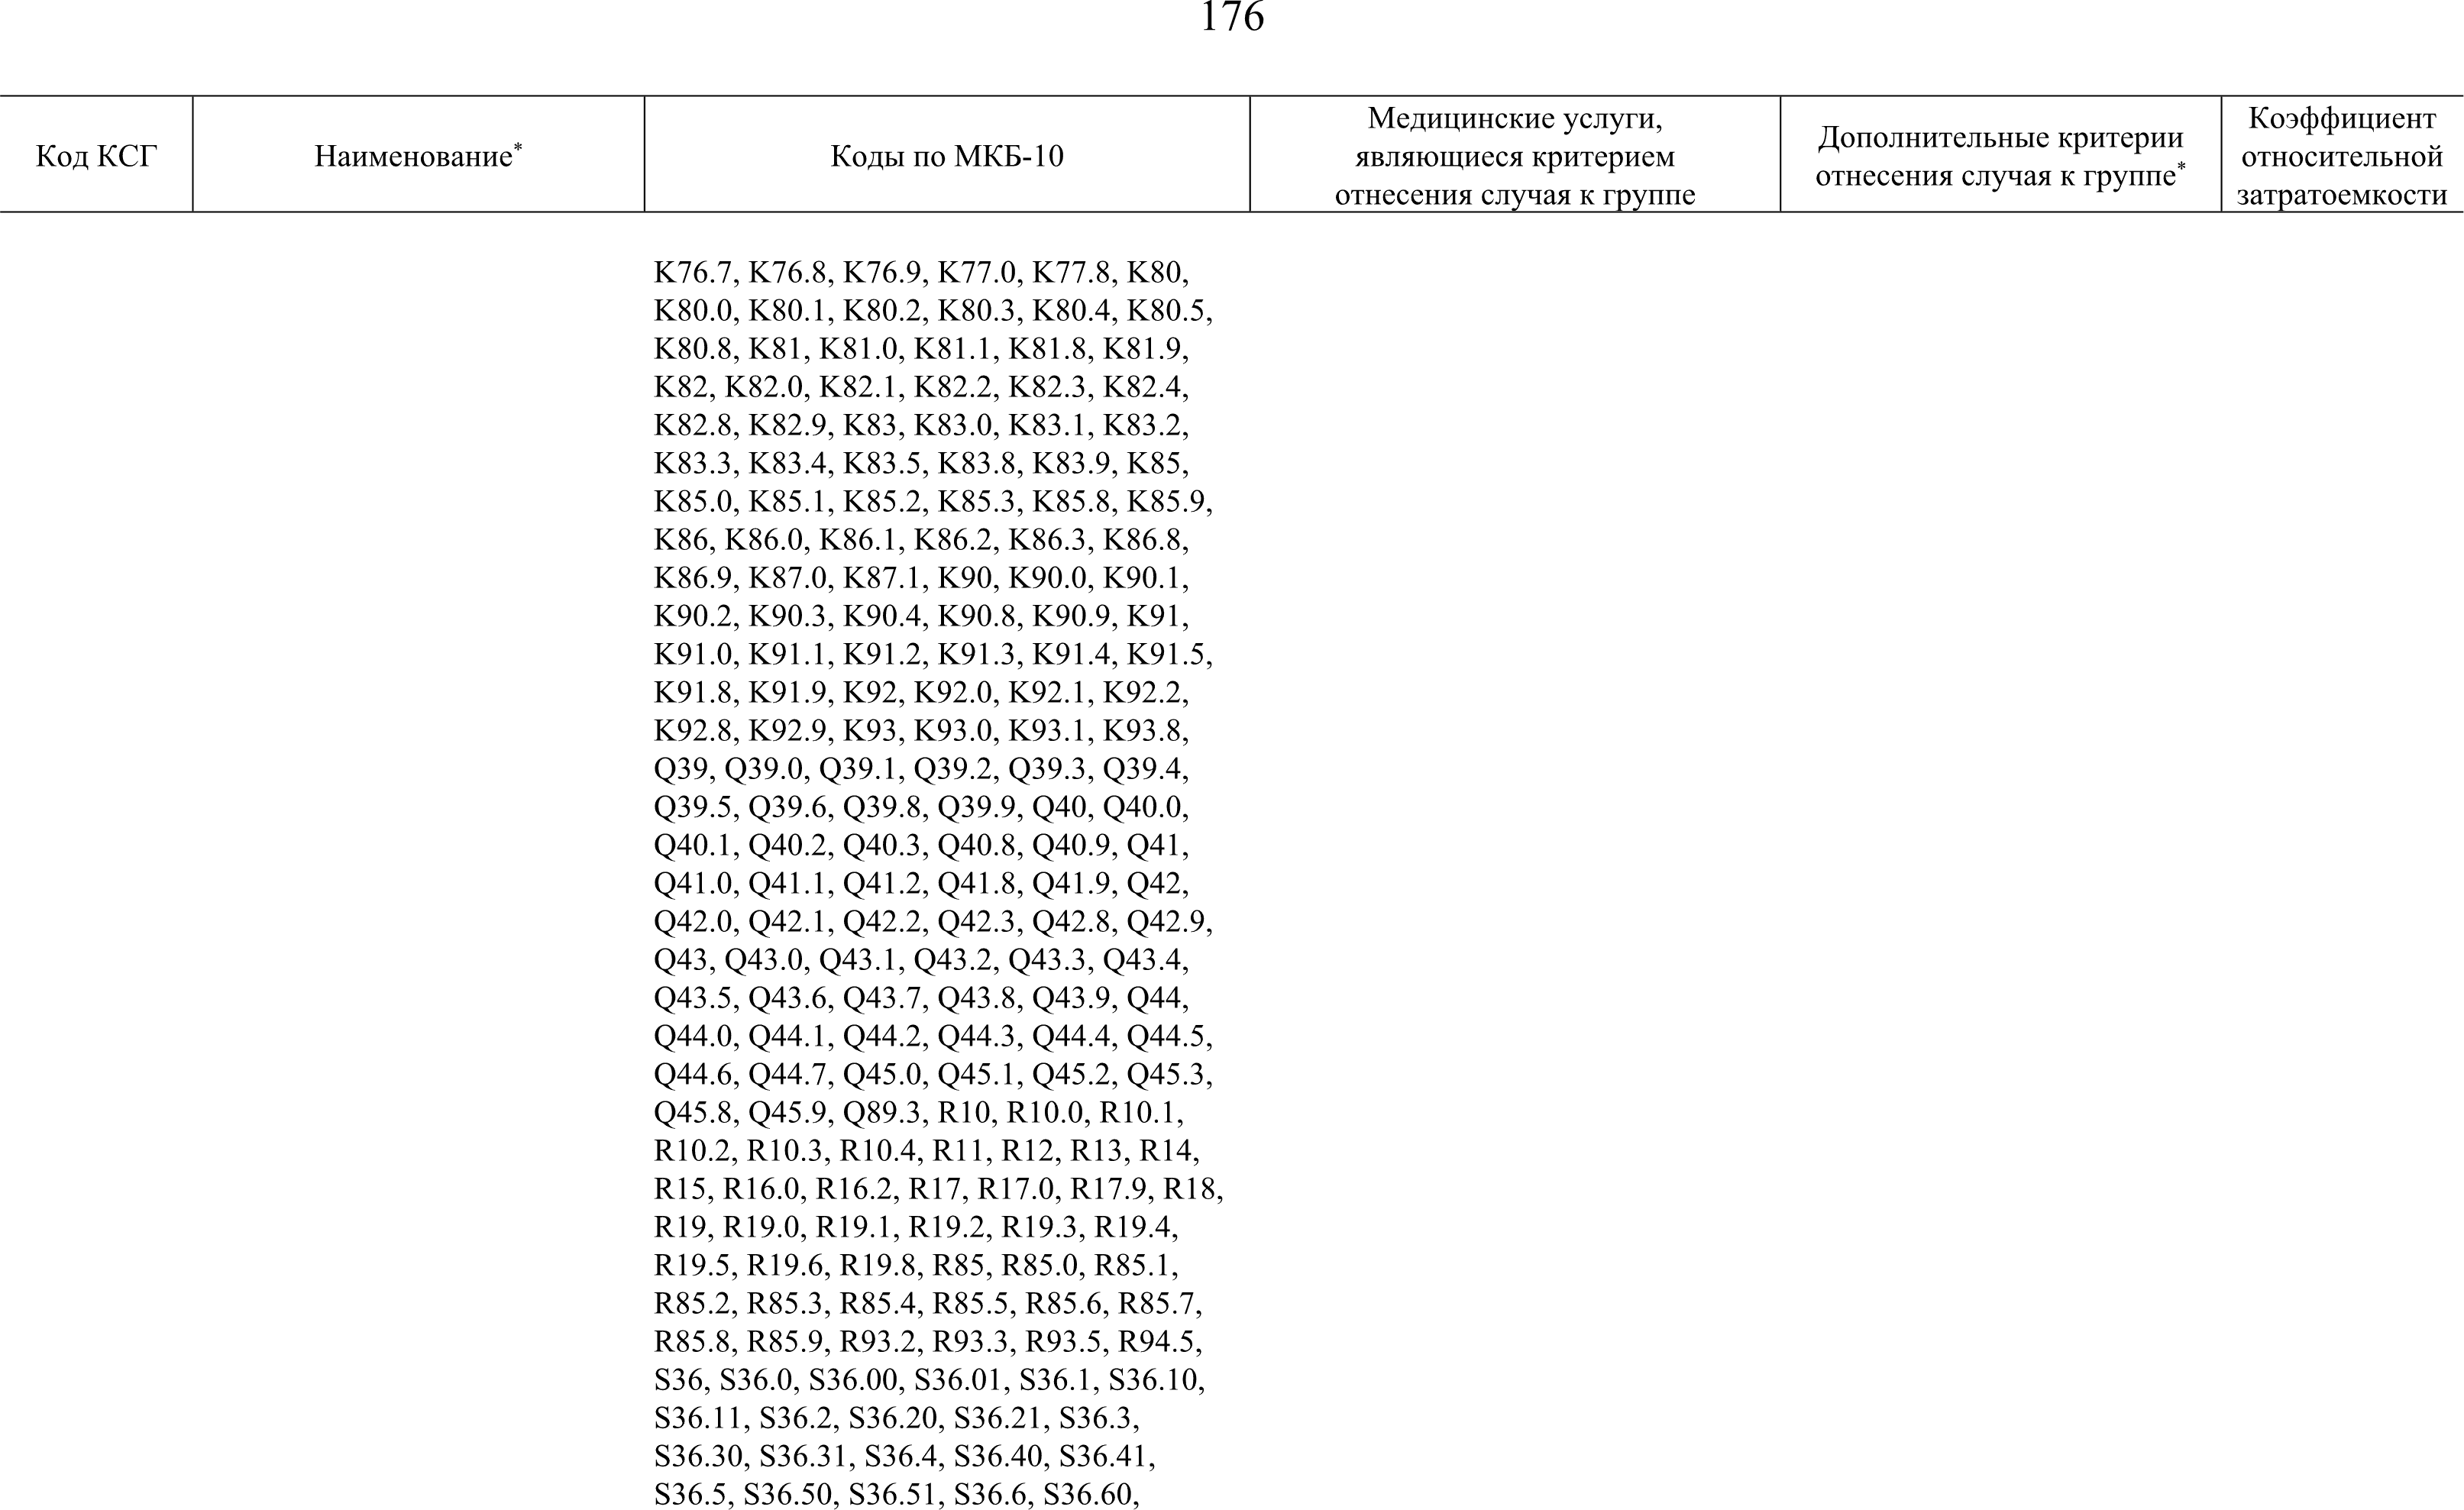 176
Код КСГ
Наименование*
Коды по МКБ-10
Медицинские услуги,
являющиеся критерием
отнесения случая к группе
Дополнительные критерии
отнесения случая к группе*
Коэффициент
относительной
затратоемкости
K76.7, K76.8, K76.9, K77.0, K77.8, K80,
K80.0, K80.1, K80.2, K80.3, K80.4, K80.5,
K80.8, K81, K81.0, K81.1, K81.8, K81.9,
K82, K82.0, K82.1, K82.2, K82.3, K82.4,
K82.8, K82.9, K83, K83.0, K83.1, K83.2,
K83.3, K83.4, K83.5, K83.8, K83.9, K85,
K85.0, K85.1, K85.2, K85.3, K85.8, K85.9,
K86, K86.0, K86.1, K86.2, K86.3, K86.8,
K86.9, K87.0, K87.1, K90, K90.0, K90.1,
K90.2, K90.3, K90.4, K90.8, K90.9, K91,
K91.0, K91.1, K91.2, K91.3, K91.4, K91.5,
K91.8, K91.9, K92, K92.0, K92.1, K92.2,
K92.8, K92.9, K93, K93.0, K93.1, K93.8,
Q39, Q39.0, Q39.1, Q39.2, Q39.3, Q39.4,
Q39.5, Q39.6, Q39.8, Q39.9, Q40, Q40.0,
Q40.1, Q40.2, Q40.3, Q40.8, Q40.9, Q41,
Q41.0, Q41.1, Q41.2, Q41.8, Q41.9, Q42,
Q42.0, Q42.1, Q42.2, Q42.3, Q42.8, Q42.9,
Q43, Q43.0, Q43.1, Q43.2, Q43.3, Q43.4,
Q43.5, Q43.6, Q43.7, Q43.8, Q43.9, Q44,
Q44.0, Q44.1, Q44.2, Q44.3, Q44.4, Q44.5,
Q44.6, Q44.7, Q45.0, Q45.1, Q45.2, Q45.3,
Q45.8, Q45.9, Q89.3, R10, R10.0, R10.1,
R10.2, R10.3, R10.4, R11, R12, R13, R14,
R15, R16.0, R16.2, R17, R17.0, R17.9, R18,
R19, R19.0, R19.1, R19.2, R19.3, R19.4,
R19.5, R19.6, R19.8, R85, R85.0, R85.1,
R85.2, R85.3, R85.4, R85.5, R85.6, R85.7,
R85.8, R85.9, R93.2, R93.3, R93.5, R94.5,
S36, S36.0, S36.00, S36.01, S36.1, S36.10,
S36.11, S36.2, S36.20, S36.21, S36.3,
S36.30, S36.31, S36.4, S36.40, S36.41,
S36.5, S36.50, S36.51, S36.6, S36.60,